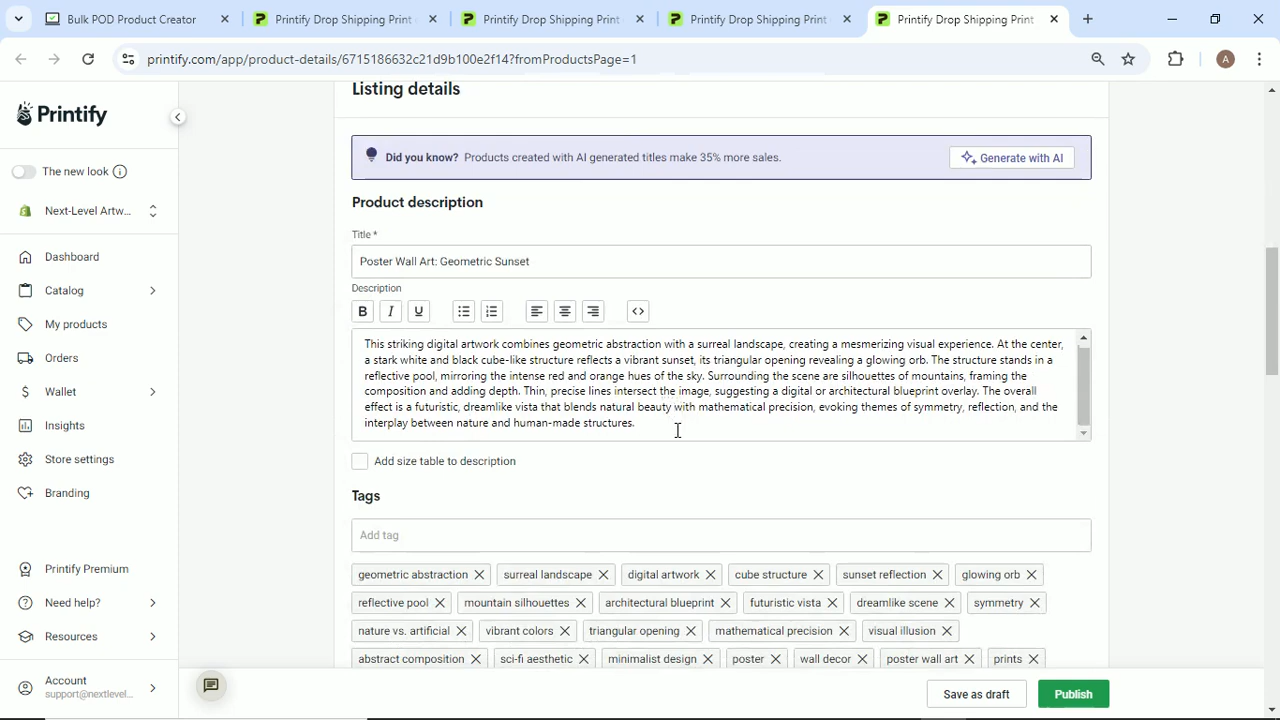 Bulk POD Product Creator
Printify Drop Shipping Print
Printify Drop Shipping Print
Printify Drop Shipping Print
Printify Drop Shipping Print
printify.com/app/product-details/6715186632c21d9b100e2f14?fromProductsPage=1
A
Printify
The new look
Next-Level Artw...
Dashboard
Catalog
My products
Orders
Wallet
Insights
Store settings
Branding
Printify Premium
Need help?
Resources
Account
support@nextlevel...
Listing details
Did you know? Products created with AI generated titles make 35% more sales.
Generate with AI
Product description
Title *
Poster Wall Art: Geometric Sunset
Description
B I U
This striking digital artwork combines geometric abstraction with a surreal landscape, creating a mesmerizing visual experience. At the center,
a stark white and black cube-like structure reflects a vibrant sunset, its triangular opening revealing a glowing orb. The structure stands in a
reflective pool, mirroring the intense red and orange hues of the sky. Surrounding the scene are silhouettes of mountains, framing the
composition and adding depth. Thin, precise lines intersect the image, suggesting a digital or architectural blueprint overlay. The overall
effect is a futuristic, dreamlike vista that blends natural beauty with mathematical precision, evoking themes of symmetry, reflection, and the
interplay between nature and human-made structures.
Add size table to description
Tags
Add tag
geometric abstraction surreal landscape digital artwork cube structure sunset reflection glowing orb
reflective pool mountain silhouettes architectural blueprint futuristic vista dreamlike scene symmetry
nature vs. artificial vibrant colors triangular opening mathematical precision visual illusion
abstract composition sci-fi aesthetic minimalist design poster wall decor poster wall art prints
Save as draft Publish